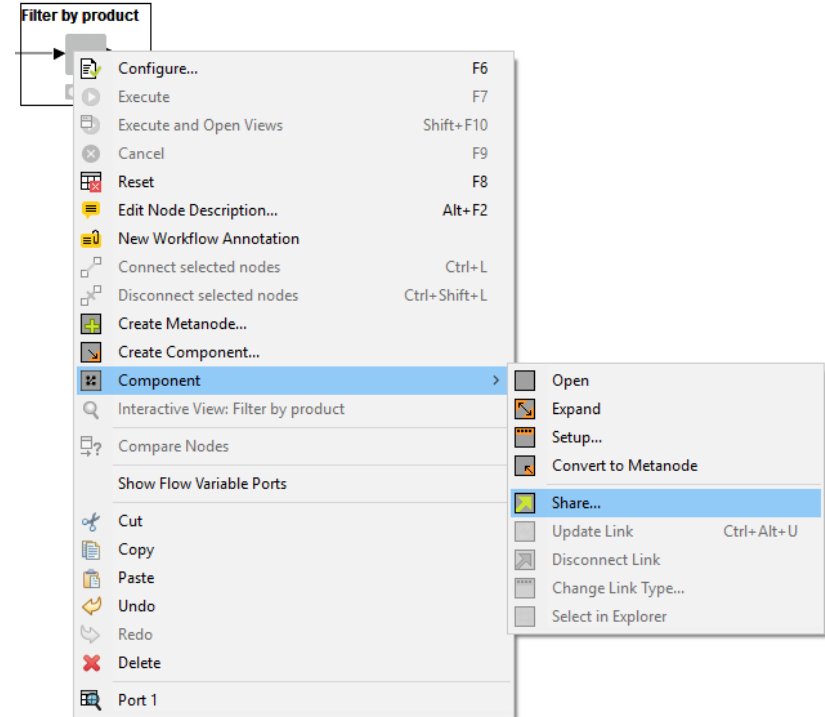 Filter by product
Configure... F6
Execute F7
Execute and Open Views Shift+F10
Cancel F9
Reset F8
Edit Node Description... Alt+F2
New Workflow Annotation
Connect selected nodes Ctrl+L
Disconnect selected nodes Ctrl+Shift+L
Create Metanode...
Create Component...
Component
Interactive View: Filter by product
Compare Nodes
Show Flow Variable Ports
Cut
Copy
Paste
Undo
Redo
Delete
Port 1
Open
Expand
Setup...
Convert to Metanode
Share...
Update Link Ctrl+Alt+U
Disconnect Link
Change Link Type...
Select in Explorer